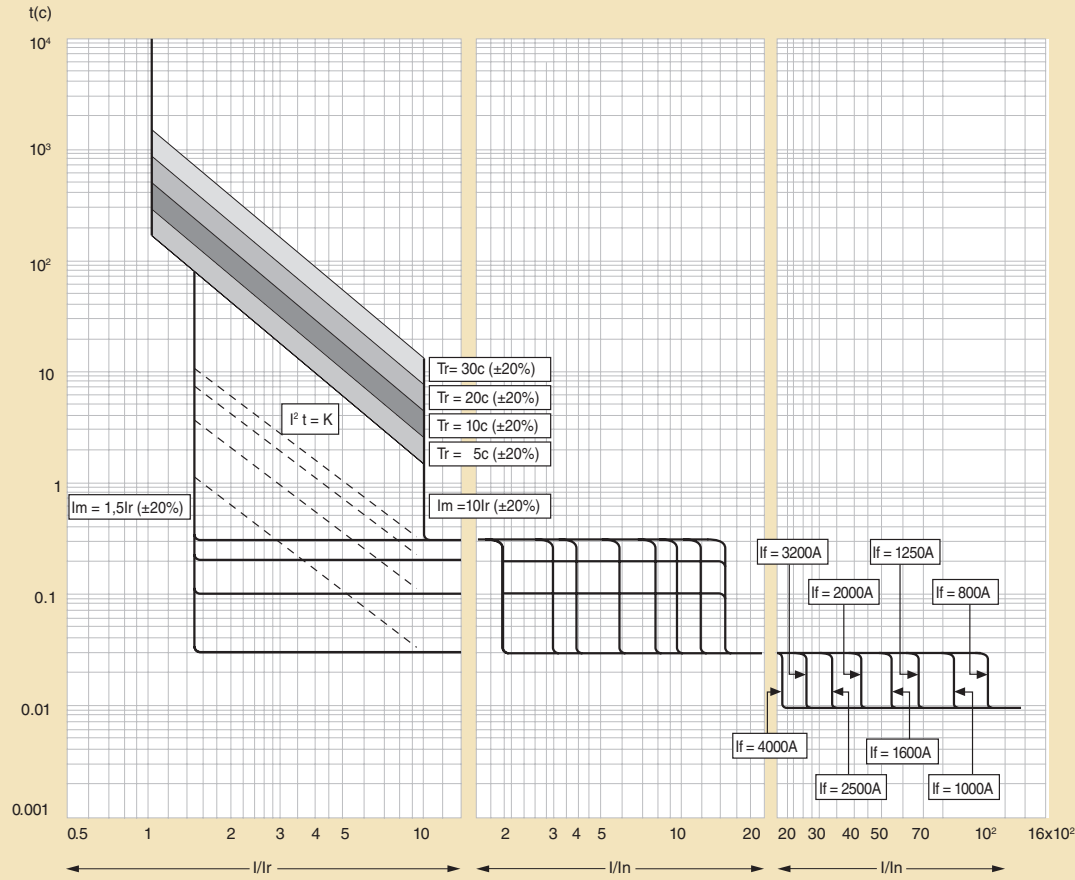 t(c)
10⁴
10³
10²
10
1
0.1
0.01
0.001
Tr= 30c (±20%)
Tr = 20c (±20%)
Tr = 10c (±20%)
Tr = 5c (±20%)
I² t = K
Im = 1,5Ir (±20%)
Im =10Ir (±20%)
If = 3200A
If = 1250A
If = 2000A
If = 800A
If = 4000A
If = 1600A
If = 2500A
If = 1000A
0.5 1 2 3 4 5 10
2 3 4 5 10 20
20 30 40 50 70 10² 16x10²
I/Ir
I/In
I/In